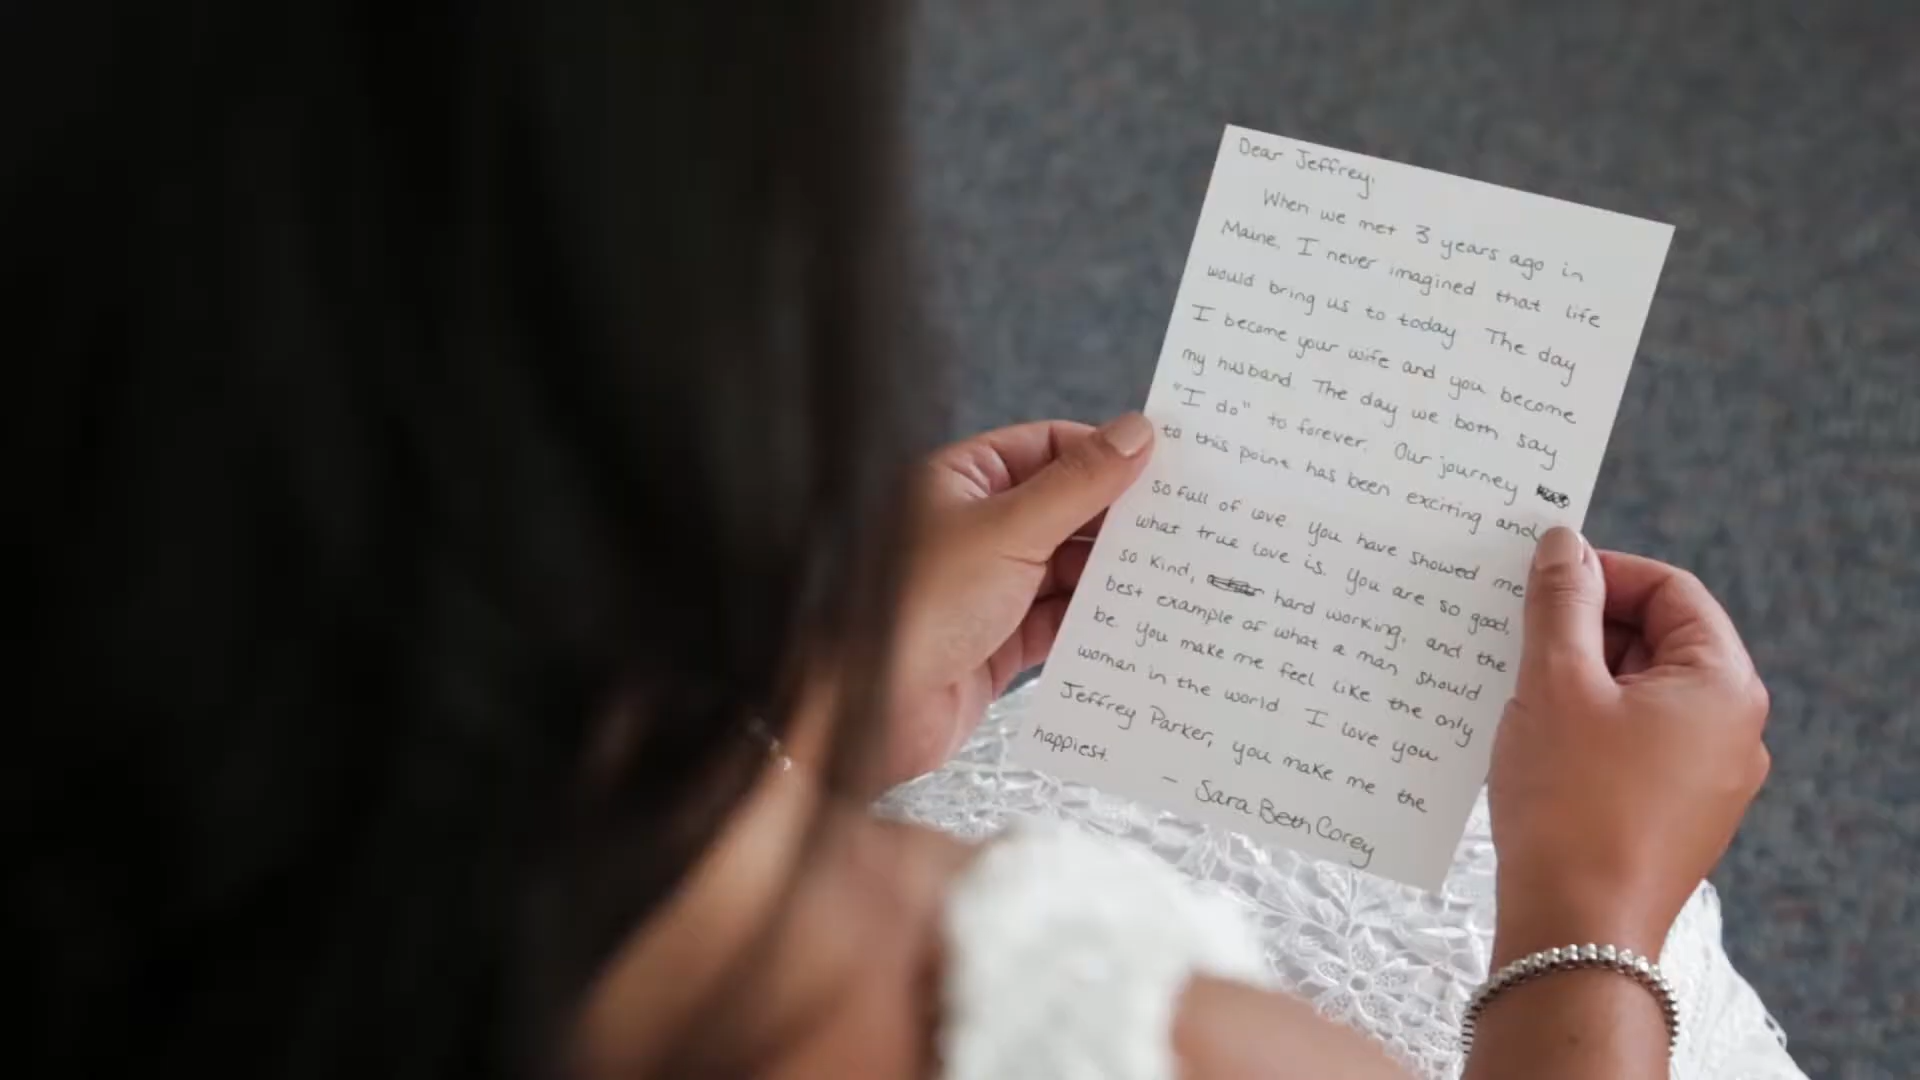 Dear Jeffrey,
When we met 3 years ago in
Maine, I never imagined that life
would bring us to today. The day
I become your wife and you become
my husband. The day we both say
"I do" to forever. Our journey
to this point has been exciting and
so full of love. You have showed me
what true love is. You are so good,
so kind, hard working, and the
best example of what a man should
be. You make me feel like the only
woman in the world. I love you
Jeffrey Parker, you make me the
happiest.
- Sara Beth Corey